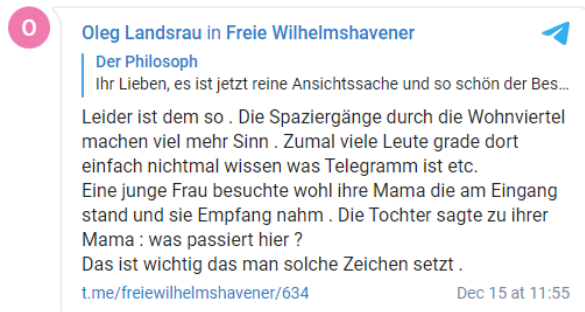 O
Oleg Landsrau in Freie Wilhelmshavener
Der Philosoph
Ihr Lieben, es ist jetzt reine Ansichtssache und so schön der Bes...
Leider ist dem so . Die Spaziergänge durch die Wohnviertel
machen viel mehr Sinn . Zumal viele Leute grade dort
einfach nichtmal wissen was Telegramm ist etc.
Eine junge Frau besuchte wohl ihre Mama die am Eingang
stand und sie Empfang nahm . Die Tochter sagte zu ihrer
Mama : was passiert hier ?
Das ist wichtig das man solche Zeichen setzt .
t.me/freiewilhelmshavener/634 Dec 15 at 11:55